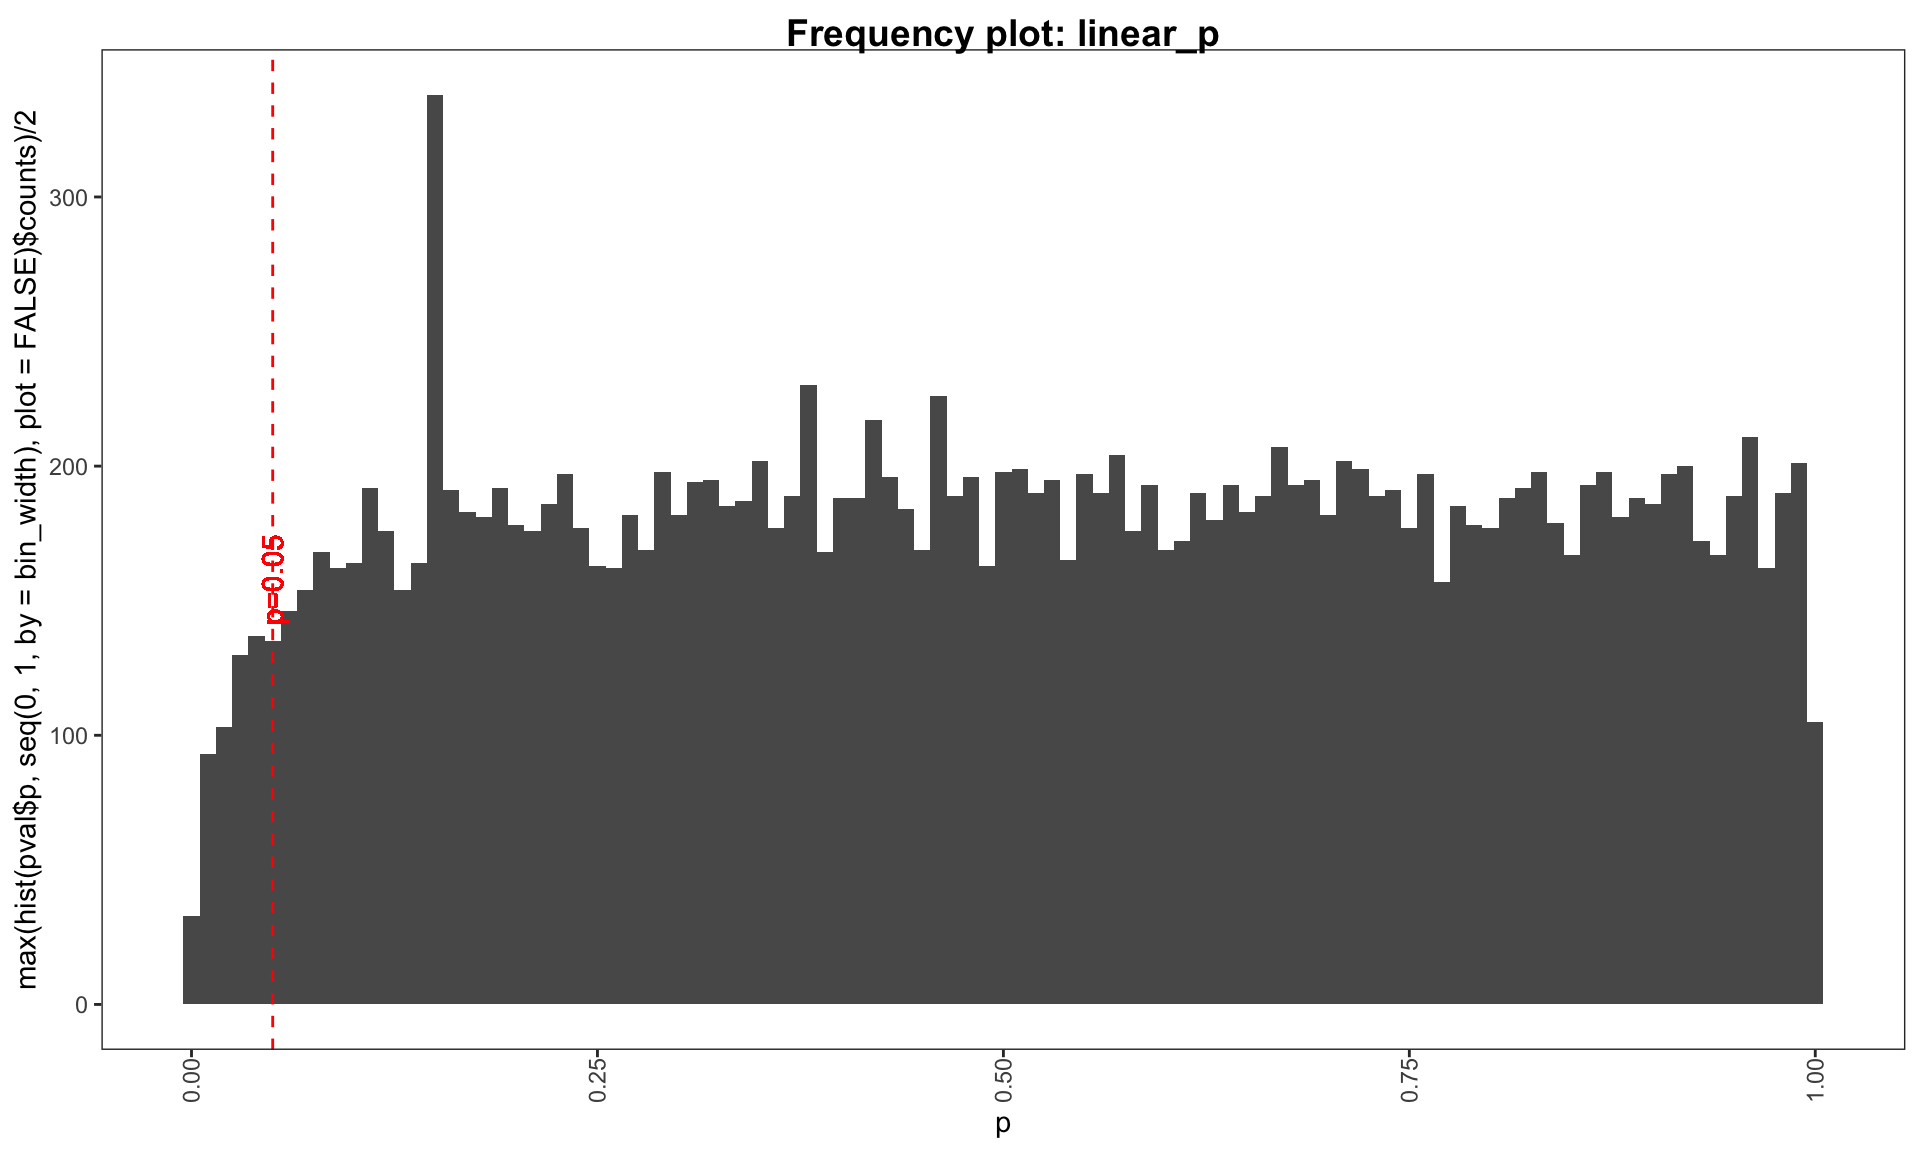 Frequency plot: linear_p
max(hist(pval$p, seq(0, 1, by = bin_width), plot = FALSE)$counts)/2
300
200
100
0
p=0.05
0.00
0.25
0.50
0.75
1.00
p